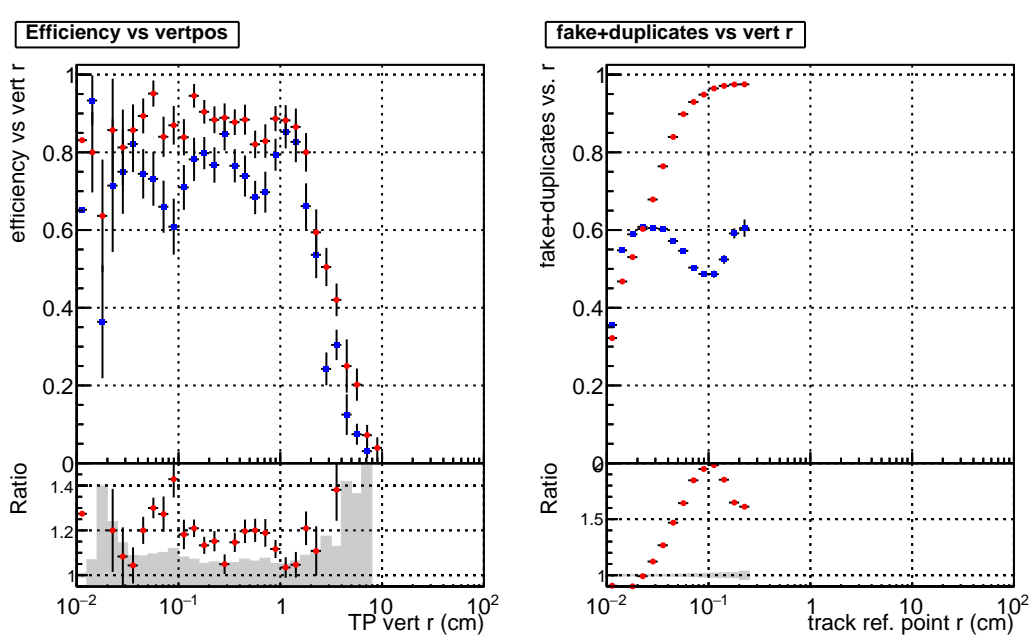 Efficiency vs vertpos
efficiency vs vert r
1
0.8
0.6
0.4
0.2
0
Ratio
1.4
1.2
1
10⁻² 10⁻¹ 1 10 10²
TP vert r (cm)
fake+duplicates vs vert r
fake+duplicates vs. r
1
0.8
0.6
0.4
0.2
0
Ratio
1.5
1
10⁻² 10⁻¹ 1 10 10²
track ref. point r (cm)